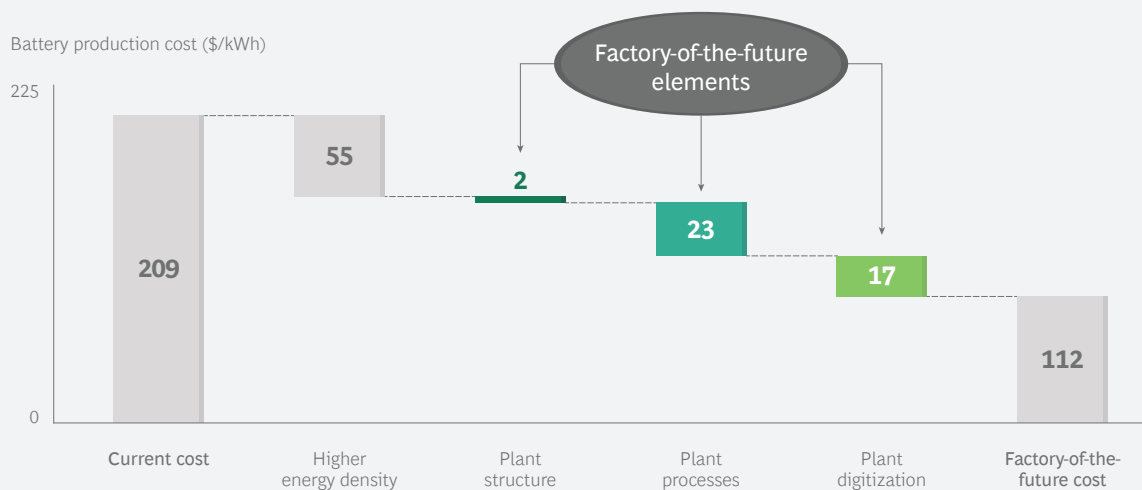 Battery production cost ($/kWh)
Factory-of-the-future
elements
225
55
2
23
17
209
112
0
Current cost
Higher
energy density
Plant
structure
Plant
processes
Plant
digitization
Factory-of-the-
future cost